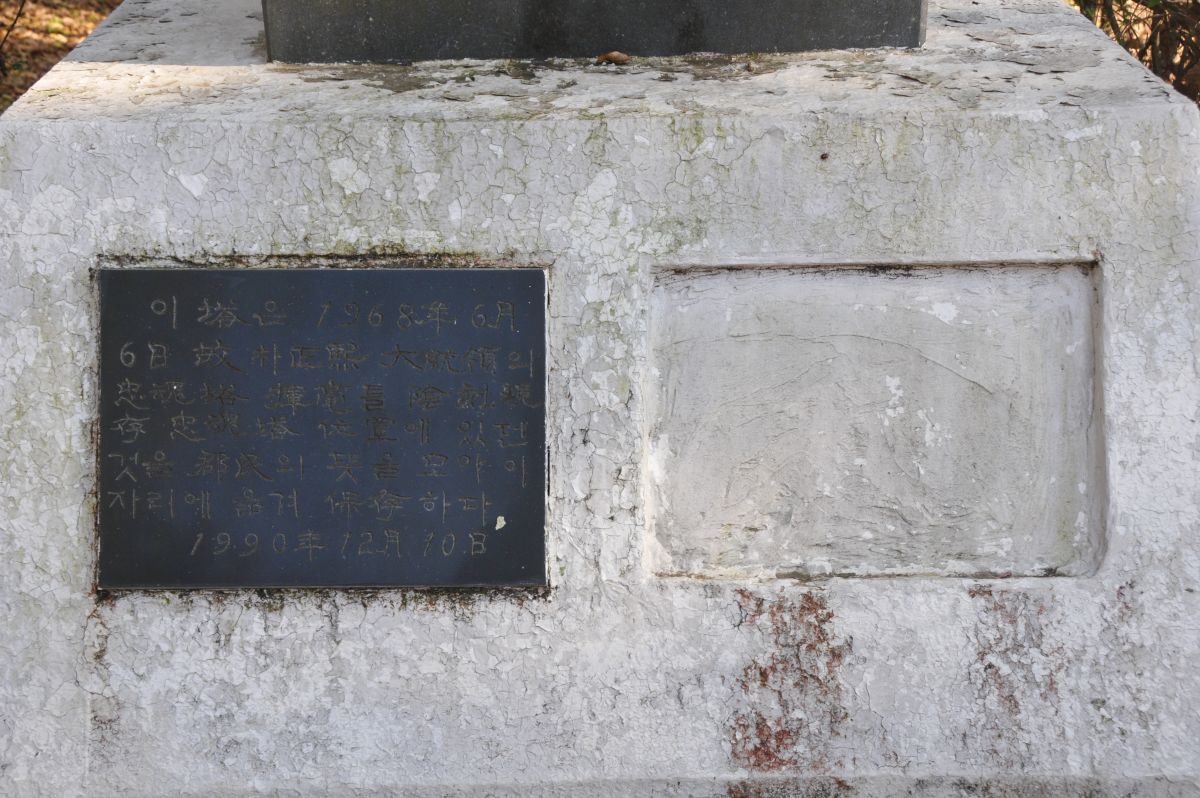 이 塔은 1968年 6月
6日 故 朴正熙 大統領의
忠魂塔 揮毫를 陰刻
存 忠魂塔 에 있던
것을 郡民의 뜻을 모아 이
자리에 옮겨 保存하다
1990年 12月 10日